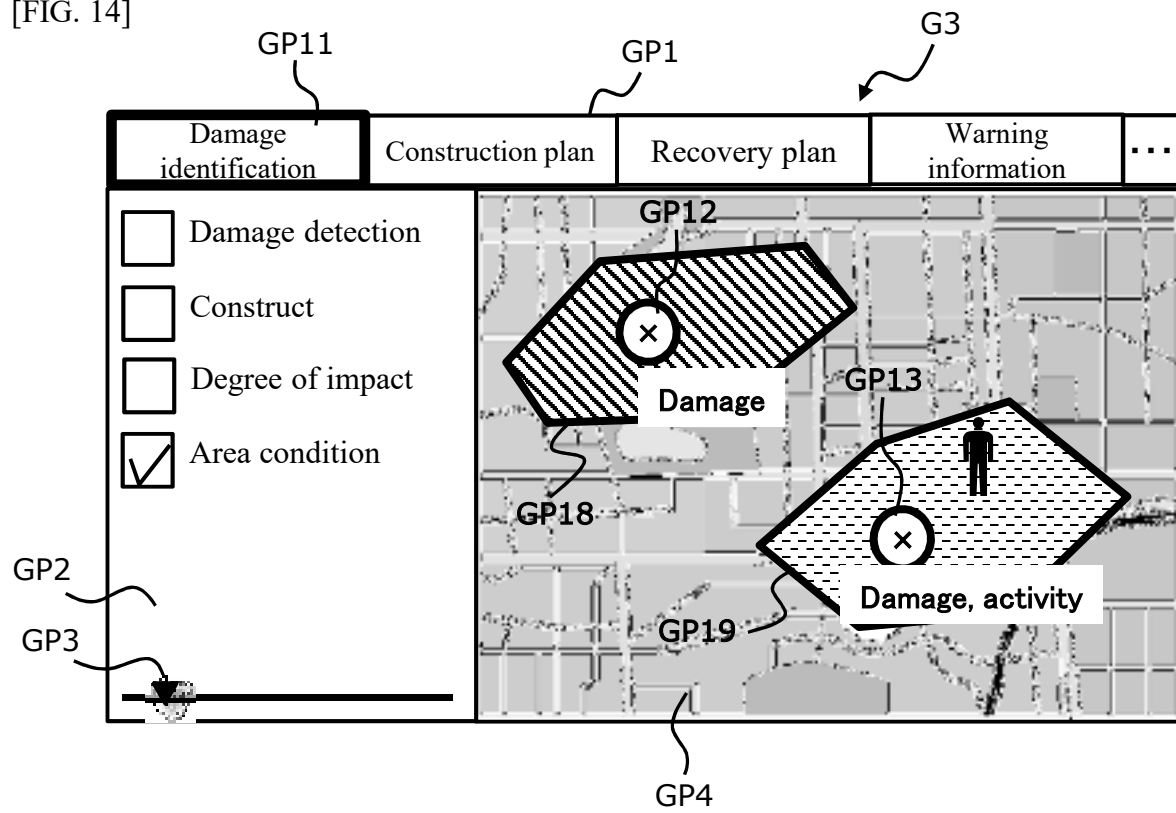 [FIG. 14]
GP11
GP1
G3
Damage
identification
Construction plan
Recovery plan
Warning
information
...
Damage detection
Construct
Degree of impact
Area condition
GP12
Damage
GP13
GP18
Damage, activity
GP19
GP2
GP3
GP4